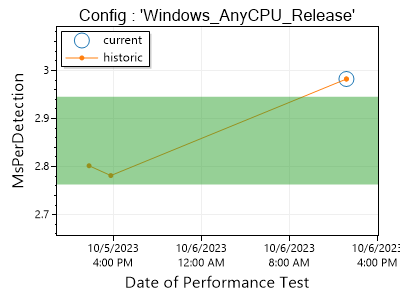 Config : 'Windows_AnyCPU_Release'
current
historic
3
2.9
2.8
2.7
MsPerDetection
10/5/2023 10/6/2023 10/6/2023 10/6/2023
4:00 PM 12:00 AM 8:00 AM 4:00 PM
Date of Performance Test